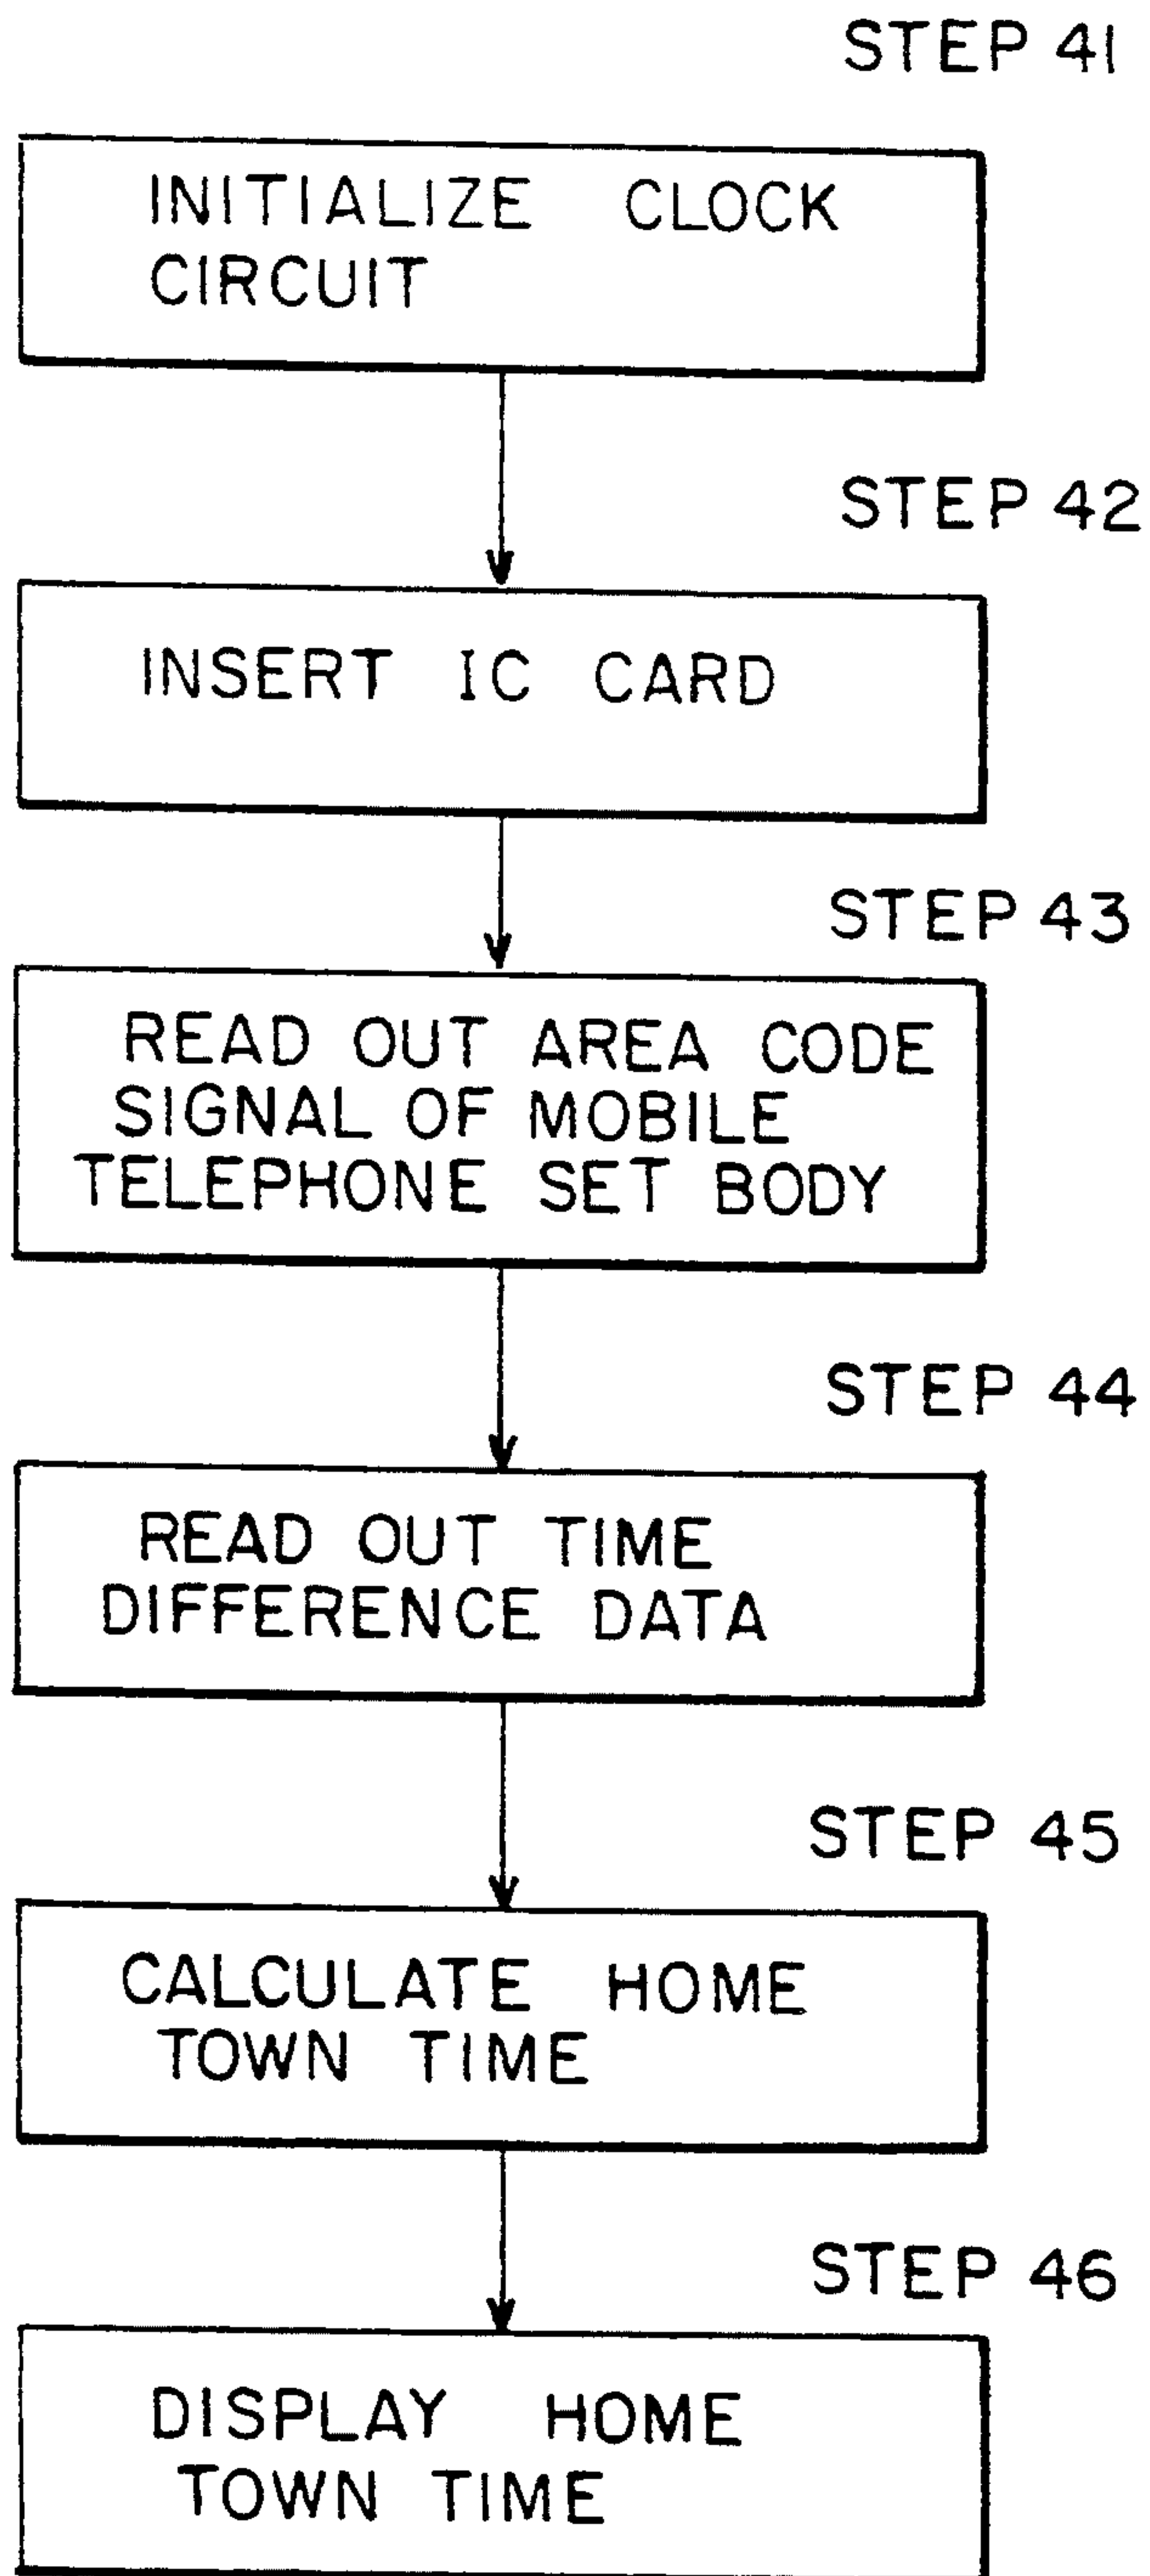 STEP 41
INITIALIZE CLOCK
CIRCUIT
STEP 42
INSERT IC CARD
STEP 43
READ OUT AREA CODE
SIGNAL OF MOBILE
TELEPHONE SET BODY
STEP 44
READ OUT TIME
DIFFERENCE DATA
STEP 45
CALCULATE HOME
TOWN TIME
STEP 46
DISPLAY HOME
TOWN TIME